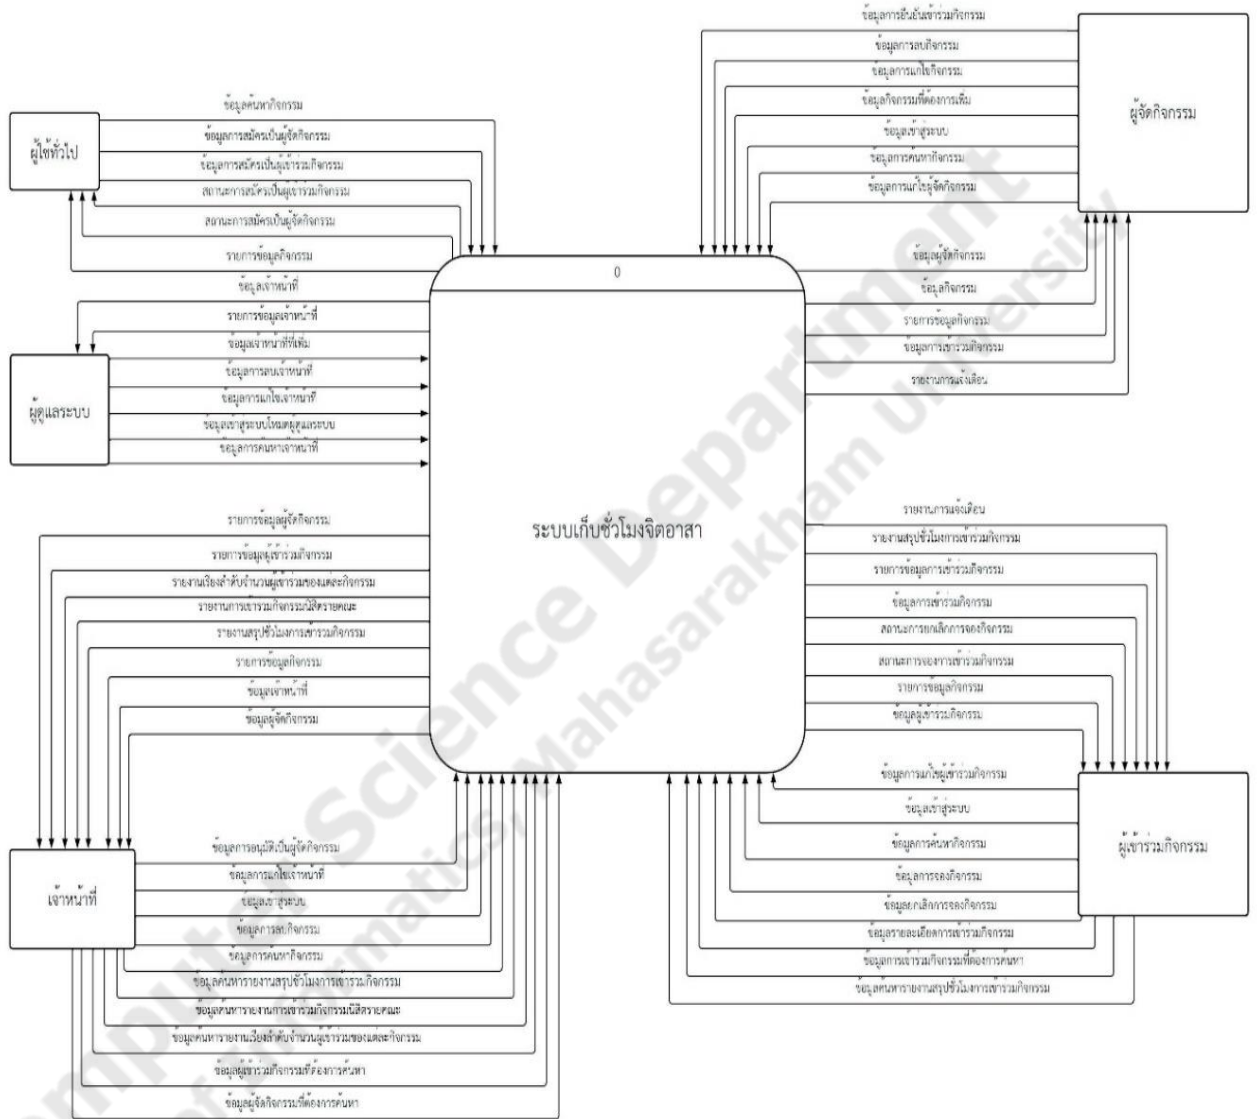 ผู้ใช้ทั่วไป
ข้อมูลค้นหากิจกรรม
ข้อมูลการสมัครเป็นผู้จัดกิจกรรม
ข้อมูลการสมัครเป็นผู้เข้าร่วมกิจกรรม
สถานะการสมัครเป็นผู้เข้าร่วมกิจกรรม
สถานะการสมัครเป็นผู้จัดกิจกรรม
รายการข้อมูลกิจกรรม
ผู้จัดกิจกรรม
ข้อมูลการยืนยันเข้าร่วมกิจกรรม
ข้อมูลการลบกิจกรรม
ข้อมูลการแก้ไขกิจกรรม
ข้อมูลกิจกรรมที่ต้องการเพิ่ม
ข้อมูลเข้าสู่ระบบ
ข้อมูลการค้นหากิจกรรม
ข้อมูลการแก้ไขผู้จัดกิจกรรม
ข้อมูลผู้จัดกิจกรรม
ข้อมูลกิจกรรม
รายการข้อมูลกิจกรรม
ข้อมูลการเข้าร่วมกิจกรรม
รายงานการแจ้งเตือน
0
ระบบเก็บชั่วโมงจิตอาสา
ผู้ดูแลระบบ
ข้อมูลเจ้าหน้าที่
รายการข้อมูลเจ้าหน้าที่
ข้อมูลเจ้าหน้าที่ที่เพิ่ม
ข้อมูลการลบเจ้าหน้าที่
ข้อมูลการแก้ไขเจ้าหน้าที่
ข้อมูลเข้าสู่ระบบโหมดผู้ดูแลระบบ
ข้อมูลการค้นหาเจ้าหน้าที่
รายการข้อมูลผู้จัดกิจกรรม
รายการข้อมูลผู้เข้าร่วมกิจกรรม
รายงานเรียงลำดับจำนวนผู้เข้าร่วมของแต่ละกิจกรรม
รายงานการเข้าร่วมกิจกรรมนิสิตรายคณะ
รายงานสรุปชั่วโมงการเข้าร่วมกิจกรรม
รายการข้อมูลกิจกรรม
ข้อมูลเจ้าหน้าที่
ข้อมูลผู้จัดกิจกรรม
เจ้าหน้าที่
ข้อมูลการอนุมัติเป็นผู้จัดกิจกรรม
ข้อมูลการแก้ไขเจ้าหน้าที่
ข้อมูลเข้าสู่ระบบ
ข้อมูลการลบกิจกรรม
ข้อมูลการค้นหากิจกรรม
ข้อมูลค้นหารายงานสรุปชั่วโมงการเข้าร่วมกิจกรรม
ข้อมูลค้นหารายงานการเข้าร่วมกิจกรรมนิสิตรายคณะ
ข้อมูลค้นหารายงานเรียงลำดับจำนวนผู้เข้าร่วมของแต่ละกิจกรรม
ข้อมูลผู้เข้าร่วมกิจกรรมที่ต้องการค้นหา
ข้อมูลผู้จัดกิจกรรมที่ต้องการค้นหา
รายงานการแจ้งเตือน
รายงานสรุปชั่วโมงการเข้าร่วมกิจกรรม
รายการข้อมูลการเข้าร่วมกิจกรรม
ข้อมูลการเข้าร่วมกิจกรรม
สถานะการยกเลิกการจองกิจกรรม
สถานะการจองการเข้าร่วมกิจกรรม
รายการข้อมูลกิจกรรม
ข้อมูลผู้เข้าร่วมกิจกรรม
ผู้เข้าร่วมกิจกรรม
ข้อมูลการแก้ไขผู้เข้าร่วมกิจกรรม
ข้อมูลเข้าสู่ระบบ
ข้อมูลการค้นหากิจกรรม
ข้อมูลการจองกิจกรรม
ข้อมูลยกเลิกการจองกิจกรรม
ข้อมูลรายละเอียดการเข้าร่วมกิจกรรม
ข้อมูลการเข้าร่วมกิจกรรมที่ต้องการค้นหา
ข้อมูลค้นหารายงานสรุปชั่วโมงการเข้าร่วมกิจกรรม
omputer Science Department
of Informatics, Mahasarakham University